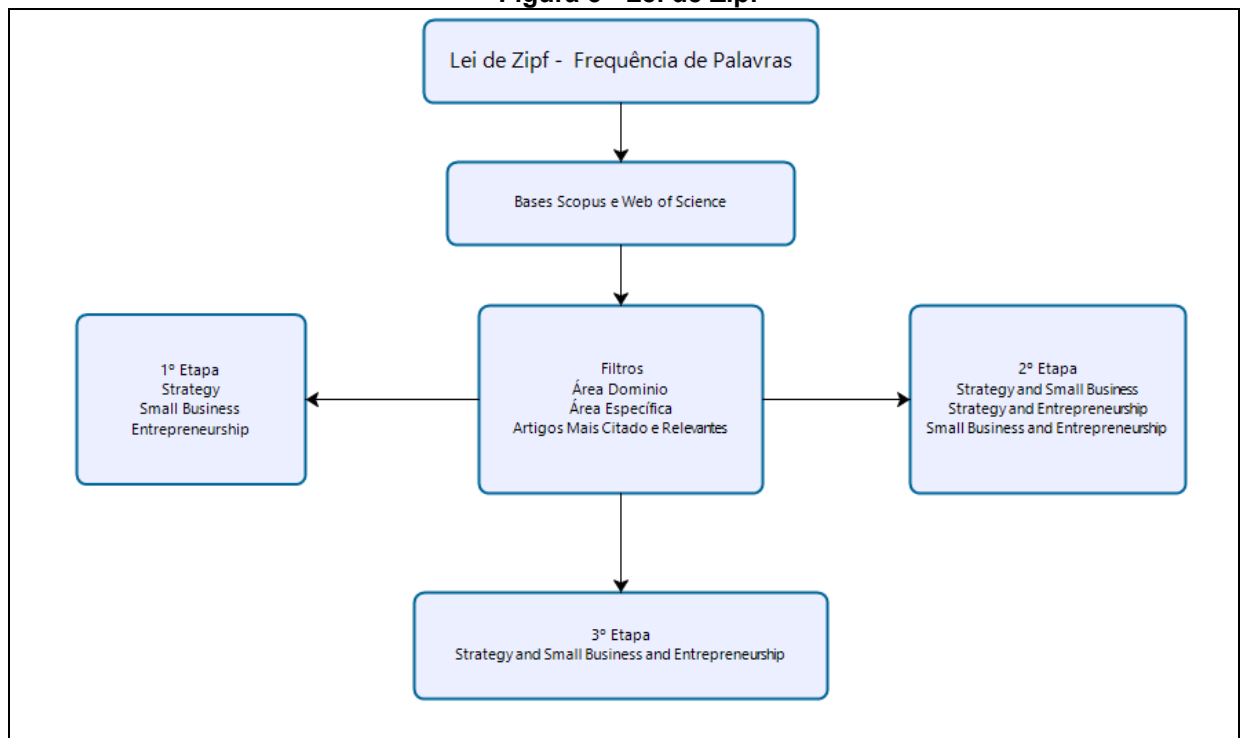 Lei de Zipf - Frequência de Palavras
Bases Scopus e Web of Science
1º Etapa
Strategy
Small Business
Entrepreneurship
Filtros
Área Dominio
Área Específica
Artigos Mais Citado e Relevantes
2º Etapa
Strategy and Small Business
Strategy and Entrepreneurship
Small Business and Entrepreneurship
3º Etapa
Strategy and Small Business and Entrepreneurship